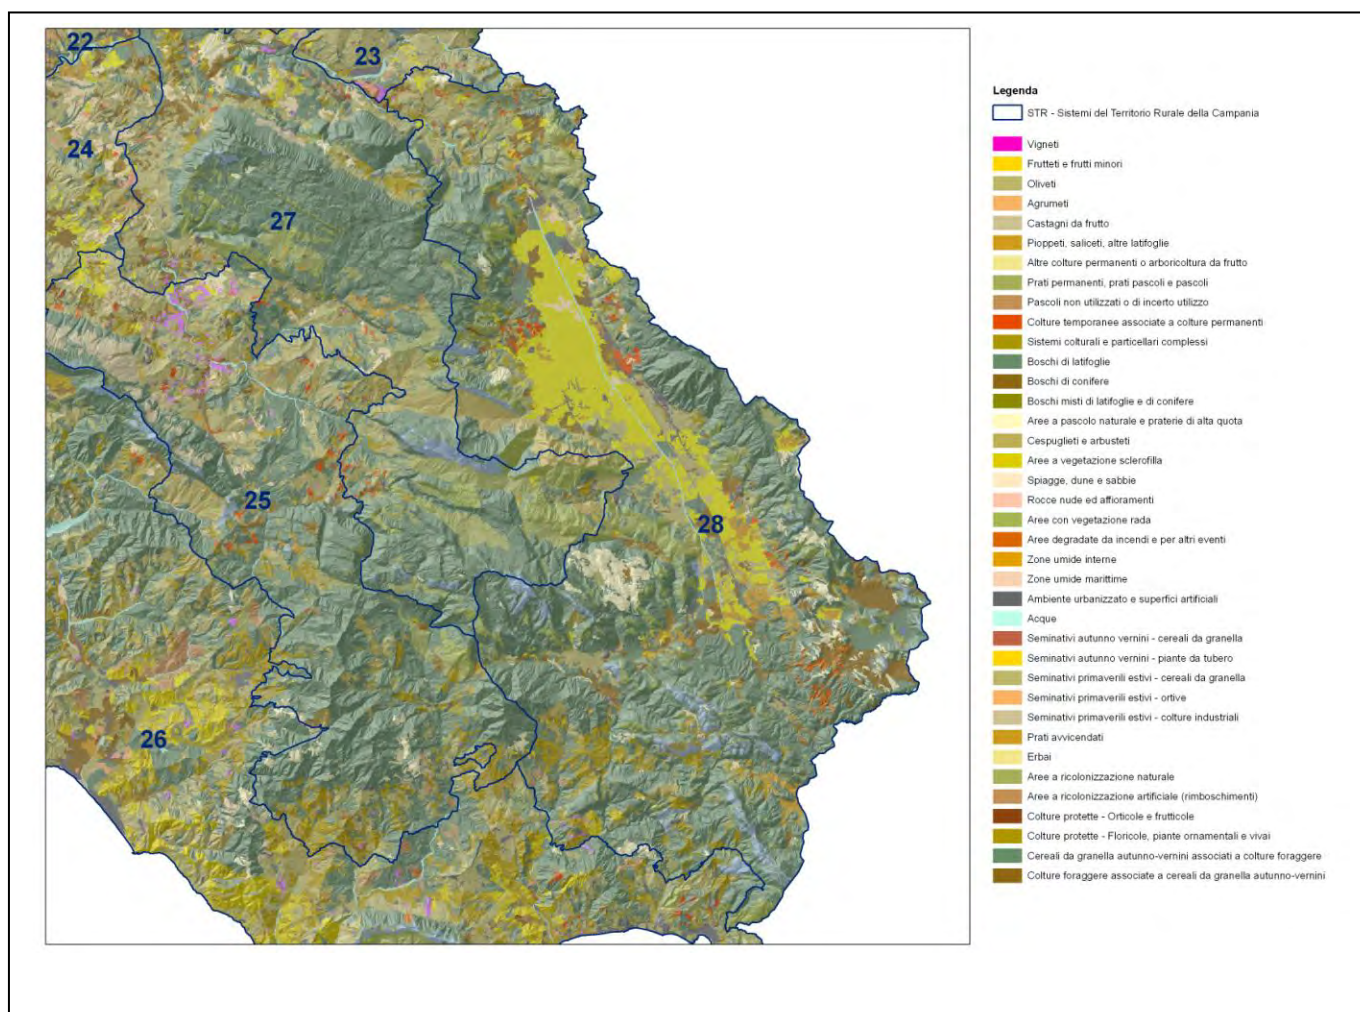 22
23
24
27
25
28
26
Legenda
STR - Sistemi del Territorio Rurale della Campania
Vigneti
Frutteti e frutti minori
Oliveti
Agrumeti
Castagni da frutto
Pioppeti, saliceti, altre latifoglie
Altre colture permanenti o arboricoltura da frutto
Prati permanenti, prati pascoli e pascoli
Pascoli non utilizzati o di incerto utilizzo
Colture temporanee associate a colture permanenti
Sistemi colturali e particellari complessi
Boschi di latifoglie
Boschi di conifere
Boschi misti di latifoglie e di conifere
Aree a pascolo naturale e praterie di alta quota
Cespuglieti e arbusteti
Aree a vegetazione sclerofilla
Spiagge, dune e sabbie
Rocce nude ed affioramenti
Aree con vegetazione rada
Aree degradate da incendi e per altri eventi
Zone umide interne
Zone umide marittime
Ambiente urbanizzato e superfici artificiali
Acque
Seminativi autunno vernini - cereali da granella
Seminativi autunno vernini - piante da tubero
Seminativi primaverili estivi - cereali da granella
Seminativi primaverili estivi - ortive
Seminativi primaverili estivi - colture industriali
Prati avvicendati
Erbai
Aree a ricolonizzazione naturale
Aree a ricolonizzazione artificiale (rimboschimenti)
Colture protette - Orticole e frutticole
Colture protette - Floricole, piante ornamentali e vivai
Cereali da granella autunno-vernini associati a colture foraggere
Colture foraggere associate a cereali da granella autunno-vernini